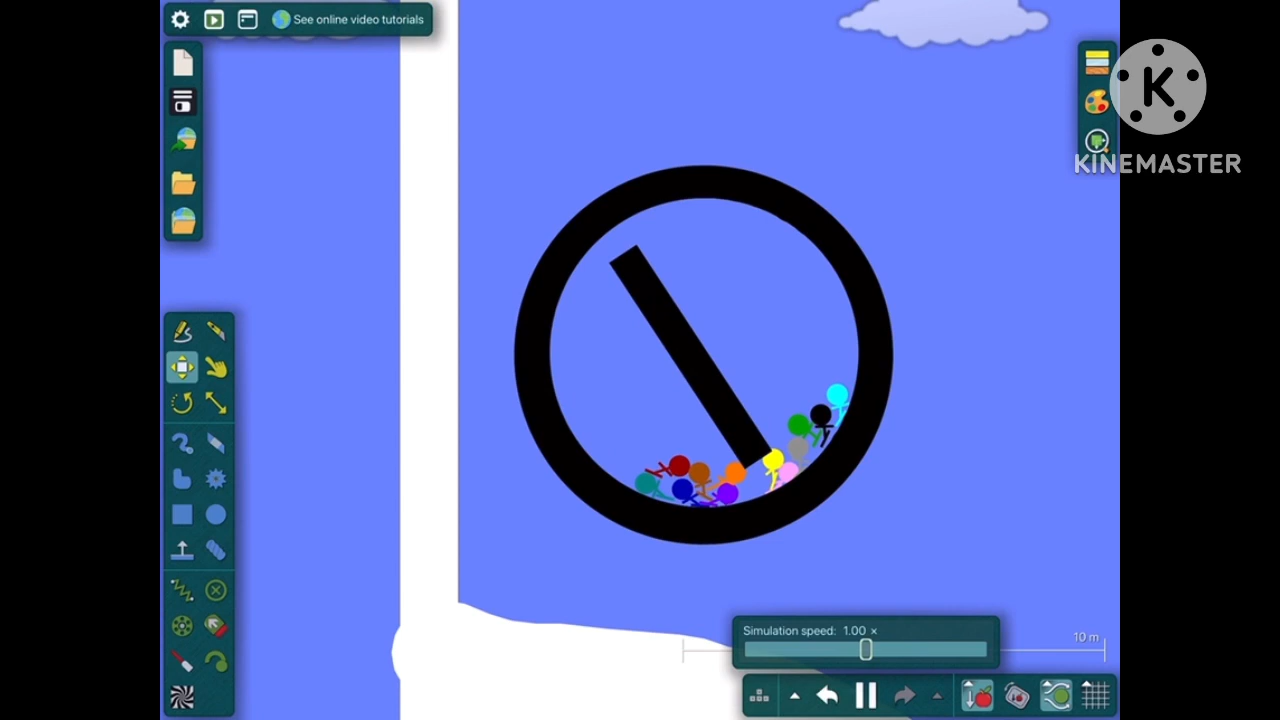 See online video tutorials
K
KINEMASTER
Simulation speed: 1.00 ×
10 m